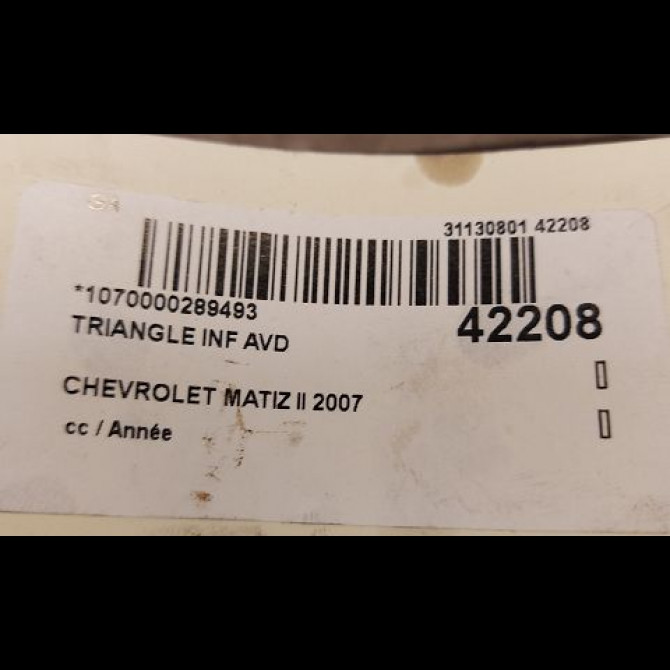 31130801 42208
*1070000289493
42208
TRIANGLE INF AVD
CHEVROLET MATIZ II 2007
cc / Année